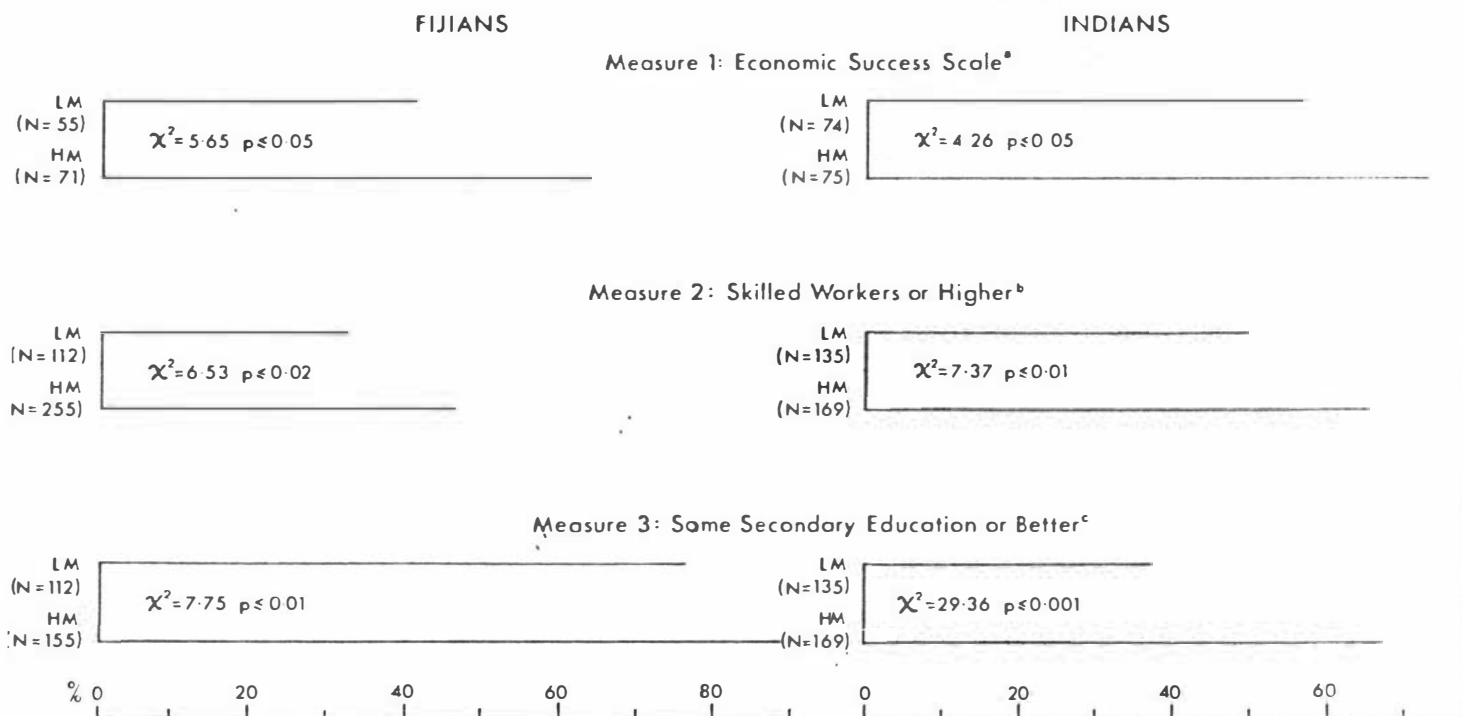 FIJIANS INDIANS
Measure 1: Economic Success Scaleᵃ
LM LM
(N=55) (N=74)
χ²=5·65 p≤0·05 χ²=4 26 p≤0 05
HM HM
(N=71) (N=75)
Measure 2: Skilled Workers or Higherᵇ
LM LM
(N=112) (N=135)
χ²=6·53 p≤0·02 χ²=7·37 p≤0·01
HM HM
N=255) (N=169)
Measure 3: Some Secondary Education or Betterᶜ
LM LM
(N=112) (N=135)
χ²=7·75 p≤0·01 χ²=29·36 p≤0·001
HM HM
(N=155) (N=169)
% 0 20 40 60 80 0 20 40 60